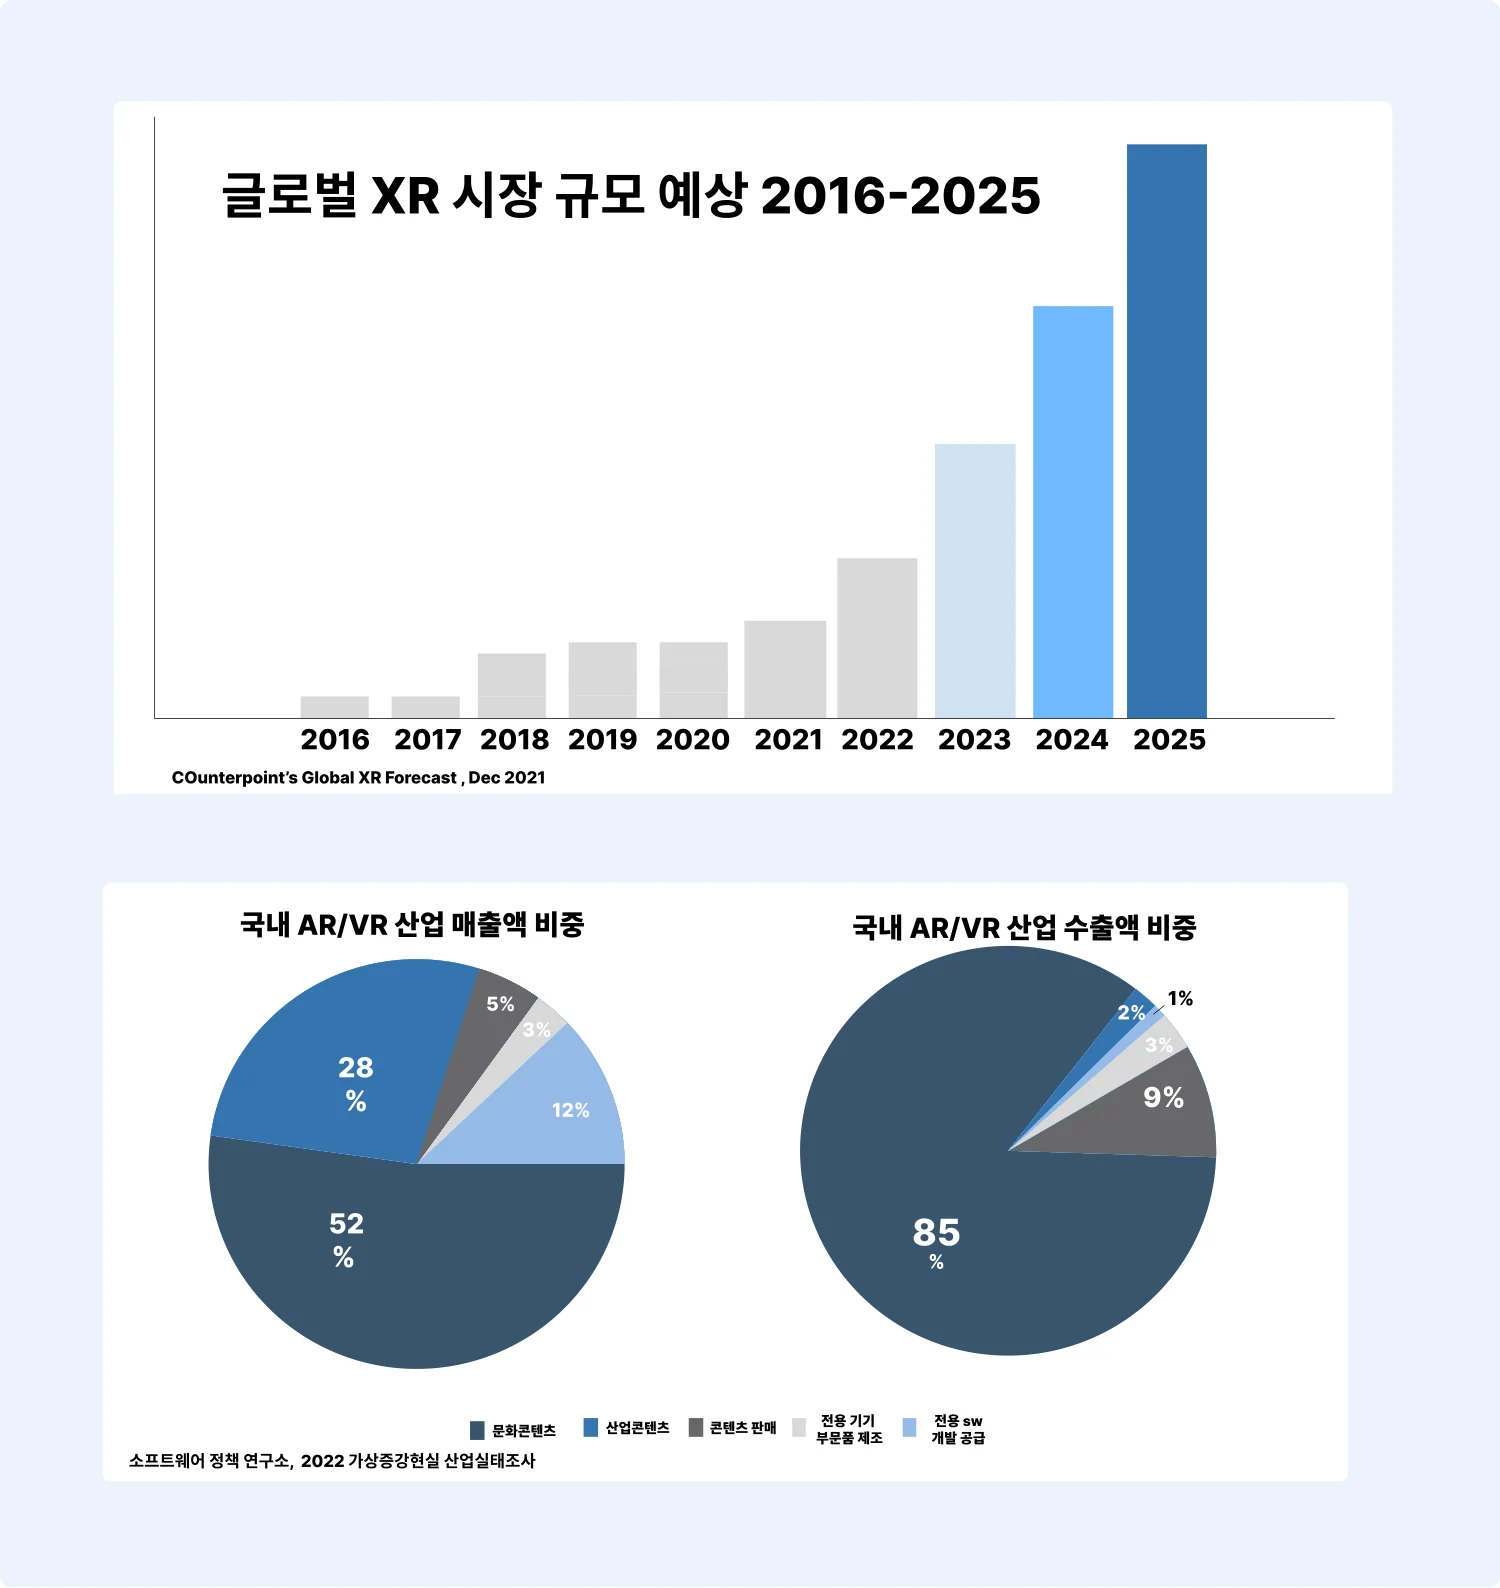 글로벌 XR 시장 규모 예상 2016-2025
2016 2017 2018 2019 2020 2021 2022 2023 2024 2025
COunterpoint’s Global XR Forecast , Dec 2021
국내 AR/VR 산업 매출액 비중
5%
3%
28
%
12%
52
%
국내 AR/VR 산업 수출액 비중
1%
2%
3%
9%
85
%
문화콘텐츠
산업콘텐츠
콘텐츠 판매
전용 기기
부문품 제조
전용 sw
개발 공급
소프트웨어 정책 연구소, 2022 가상증강현실 산업실태조사